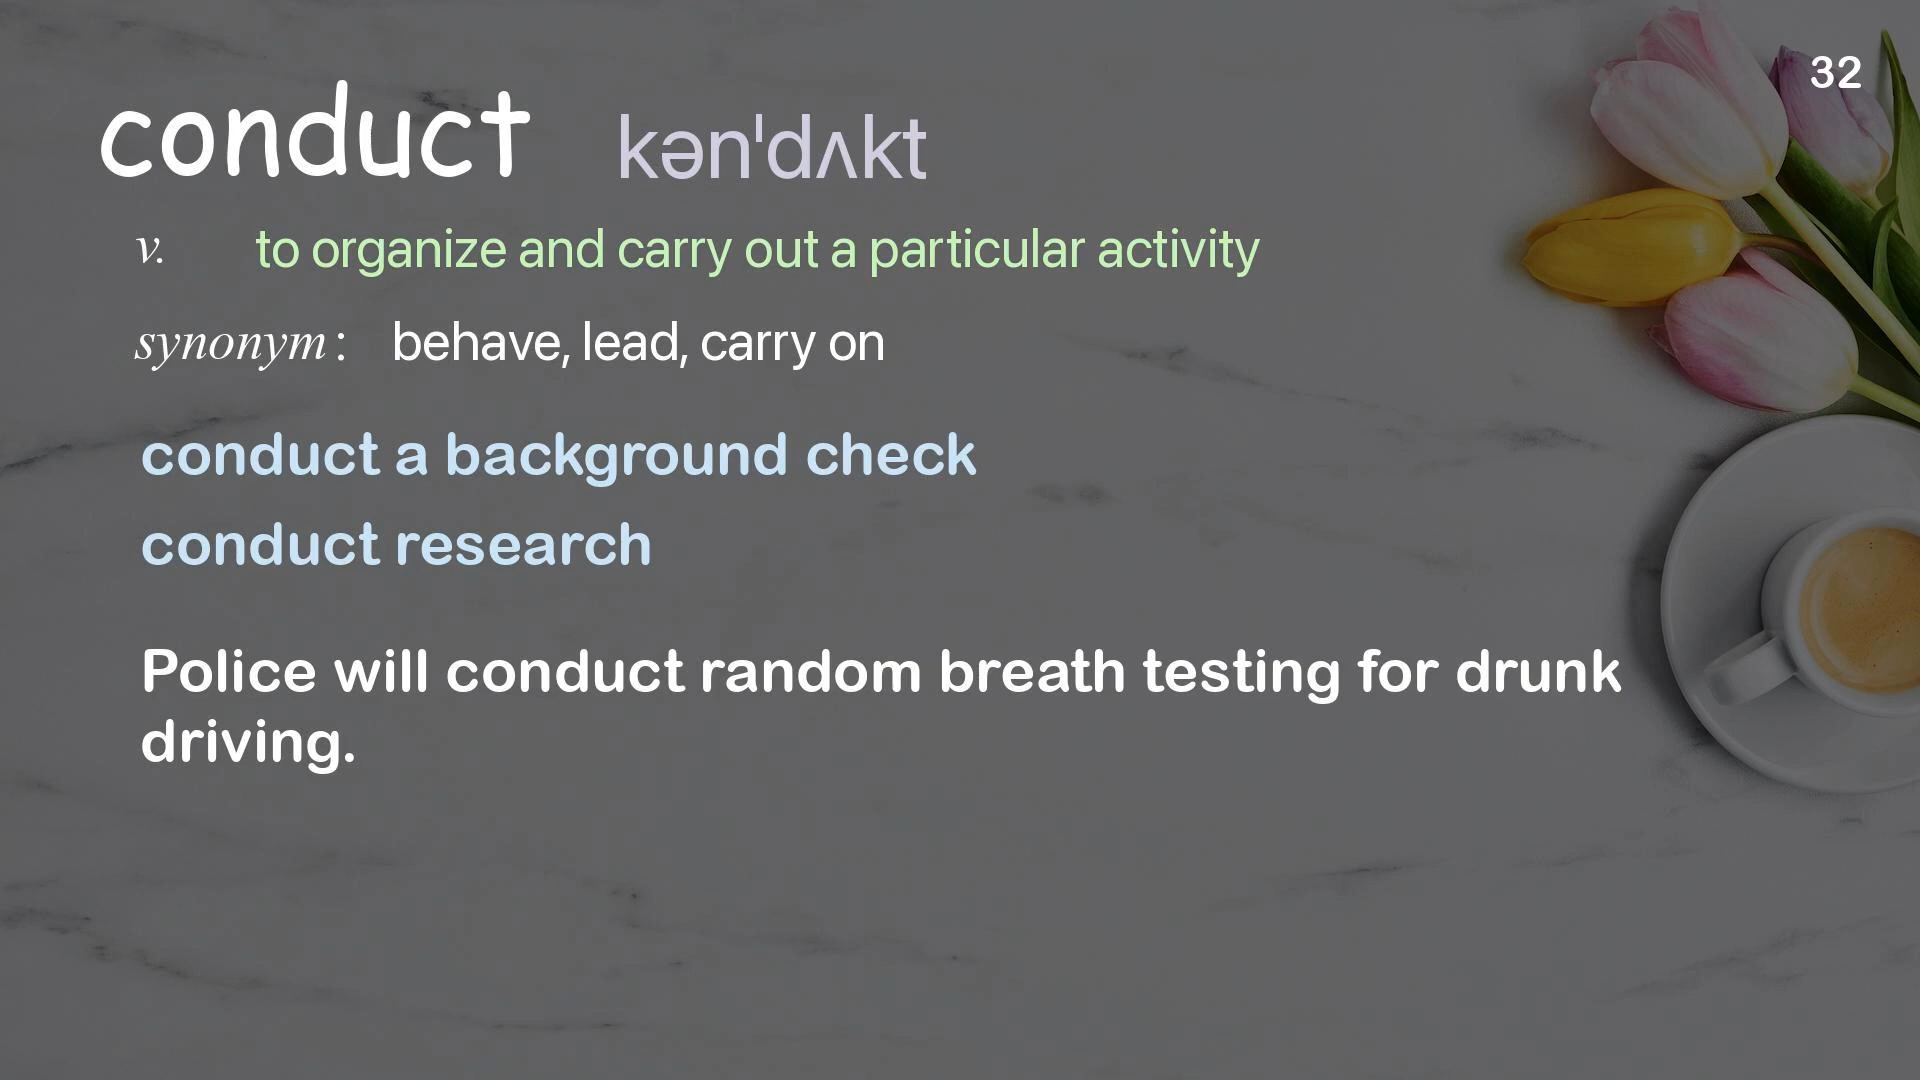 32
conduct kən'dʌkt
v. to organize and carry out a particular activity
synonym: behave, lead, carry on
conduct a background check
conduct research
Police will conduct random breath testing for drunk
driving.